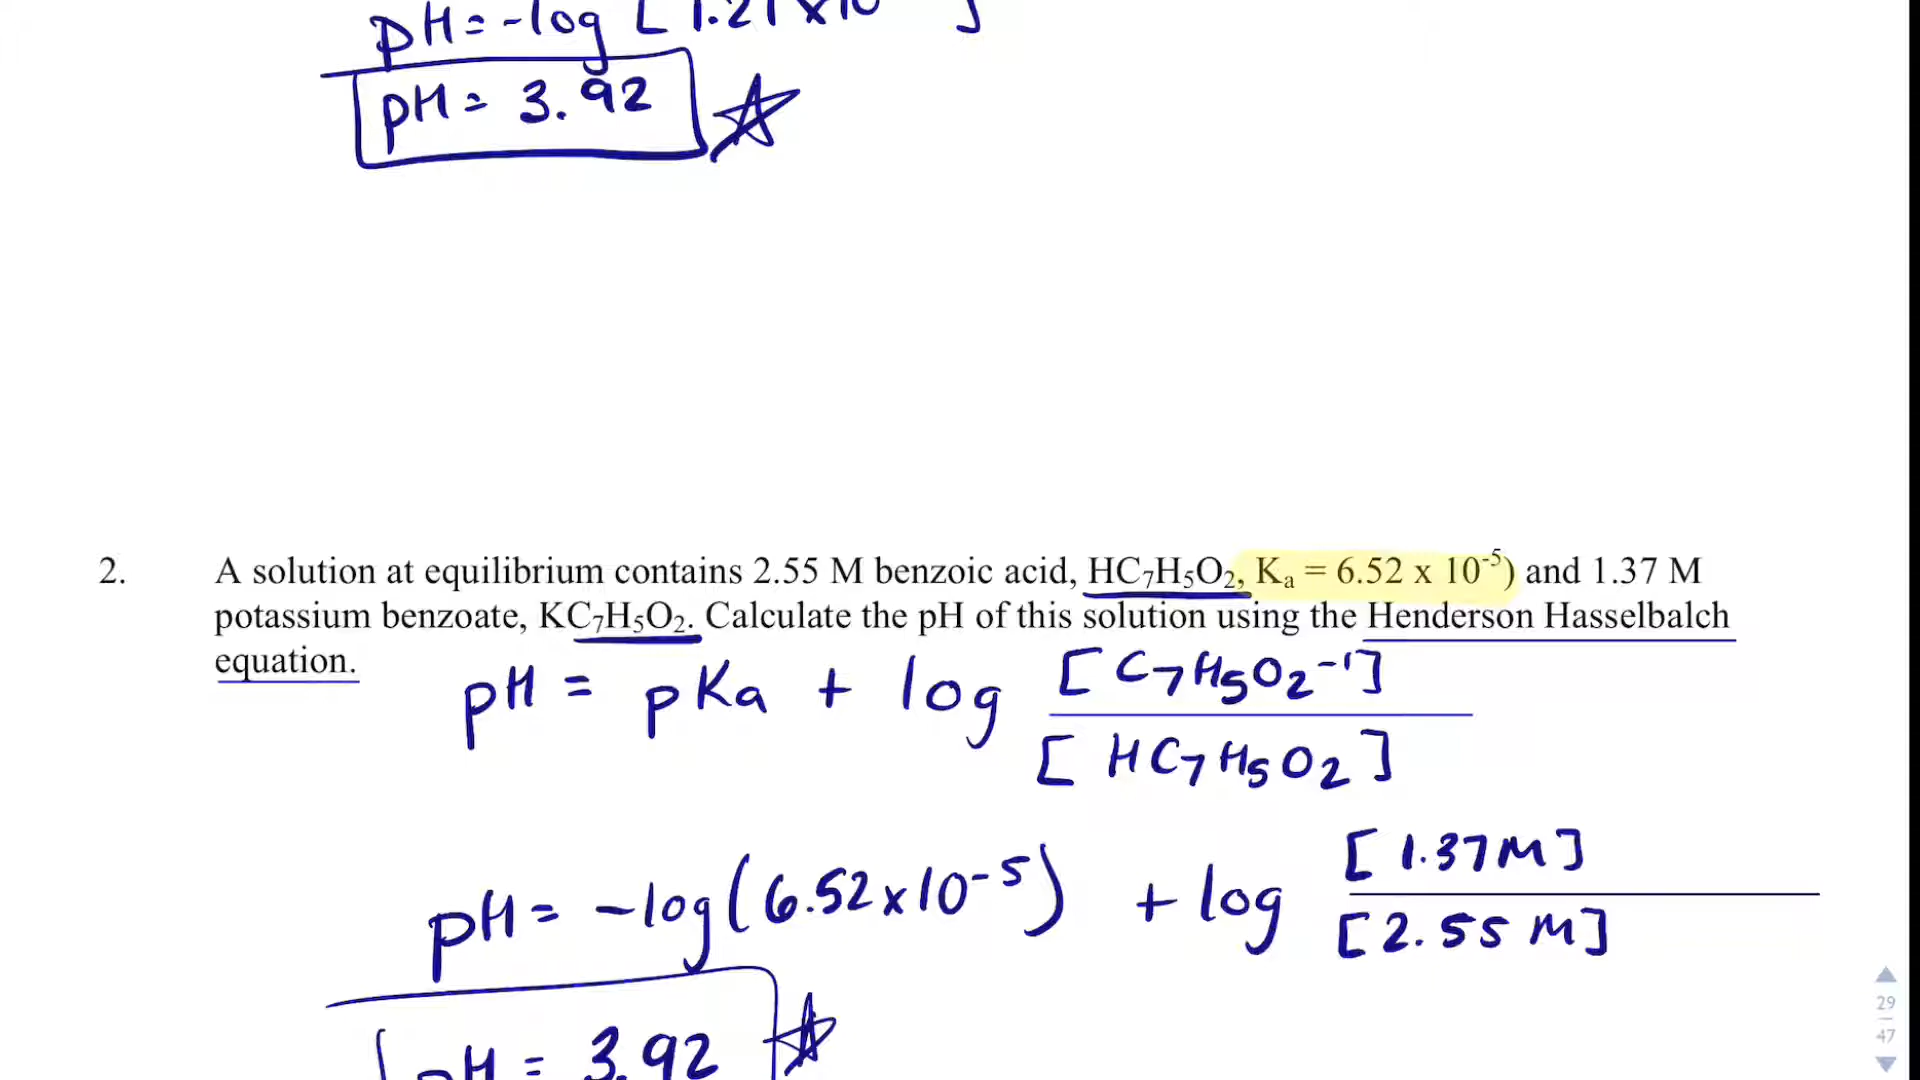 pH = -log [ 1.21 x10 ]
pH = 3.92
2. A solution at equilibrium contains 2.55 M benzoic acid, HC₇H₅O₂, Kₐ = 6.52 x 10⁻⁵) and 1.37 M
potassium benzoate, KC₇H₅O₂. Calculate the pH of this solution using the Henderson Hasselbalch
equation.
pH = pKa + log [C₇H₅O₂⁻¹]
[HC₇H₅O₂]
pH = -log(6.52x10⁻⁵) + log [1.37M]
[2.55 M]
pH = 3.92
29
47